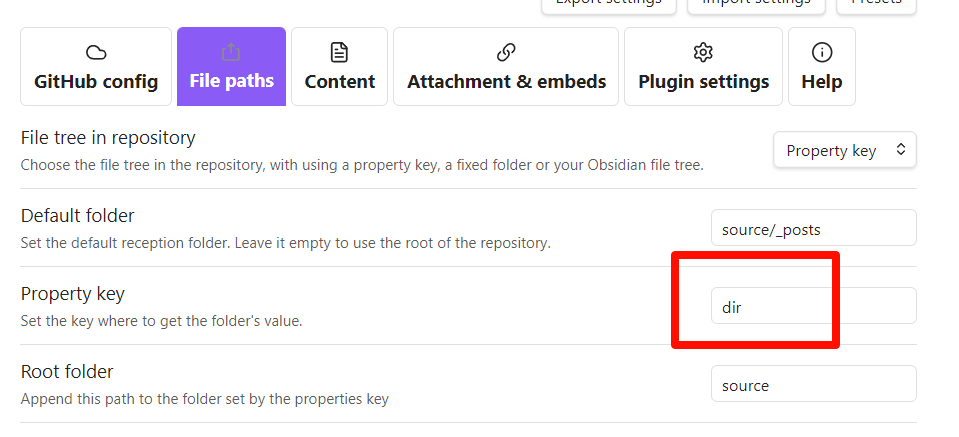 Export settings
Import settings
Presets
GitHub config
File paths
Content
Attachment & embeds
Plugin settings
Help
File tree in repository
Choose the file tree in the repository, with using a property key, a fixed folder or your Obsidian file tree.
Property key
Default folder
Set the default reception folder. Leave it empty to use the root of the repository.
source/_posts
Property key
Set the key where to get the folder's value.
dir
Root folder
Append this path to the folder set by the properties key
source